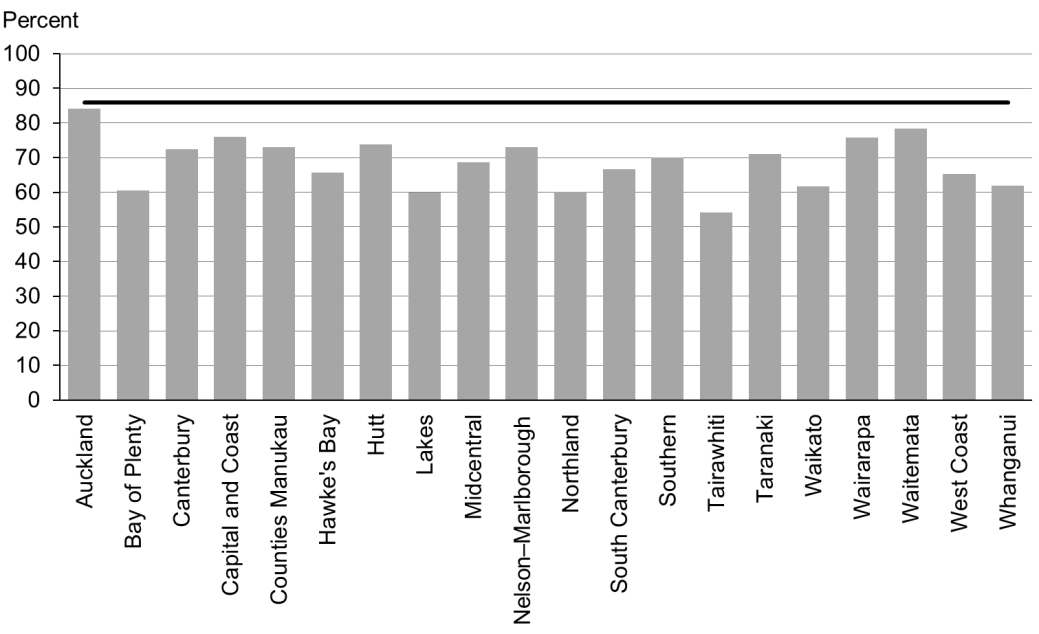 Percent
100
90
80
70
60
50
40
30
20
10
0
Auckland
Bay of Plenty
Canterbury
Capital and Coast
Counties Manukau
Hawke's Bay
Hutt
Lakes
Midcentral
Nelson–Marlborough
Northland
South Canterbury
Southern
Tairawhiti
Taranaki
Waikato
Wairarapa
Waitemata
West Coast
Whanganui